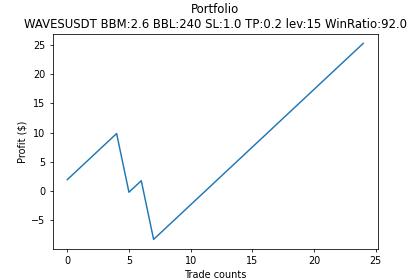 Portfolio
WAVESUSDT BBM:2.6 BBL:240 SL:1.0 TP:0.2 lev:15 WinRatio:92.0
25
20
15
10
5
0
−5
Profit ($)
0 5 10 15 20 25
Trade counts